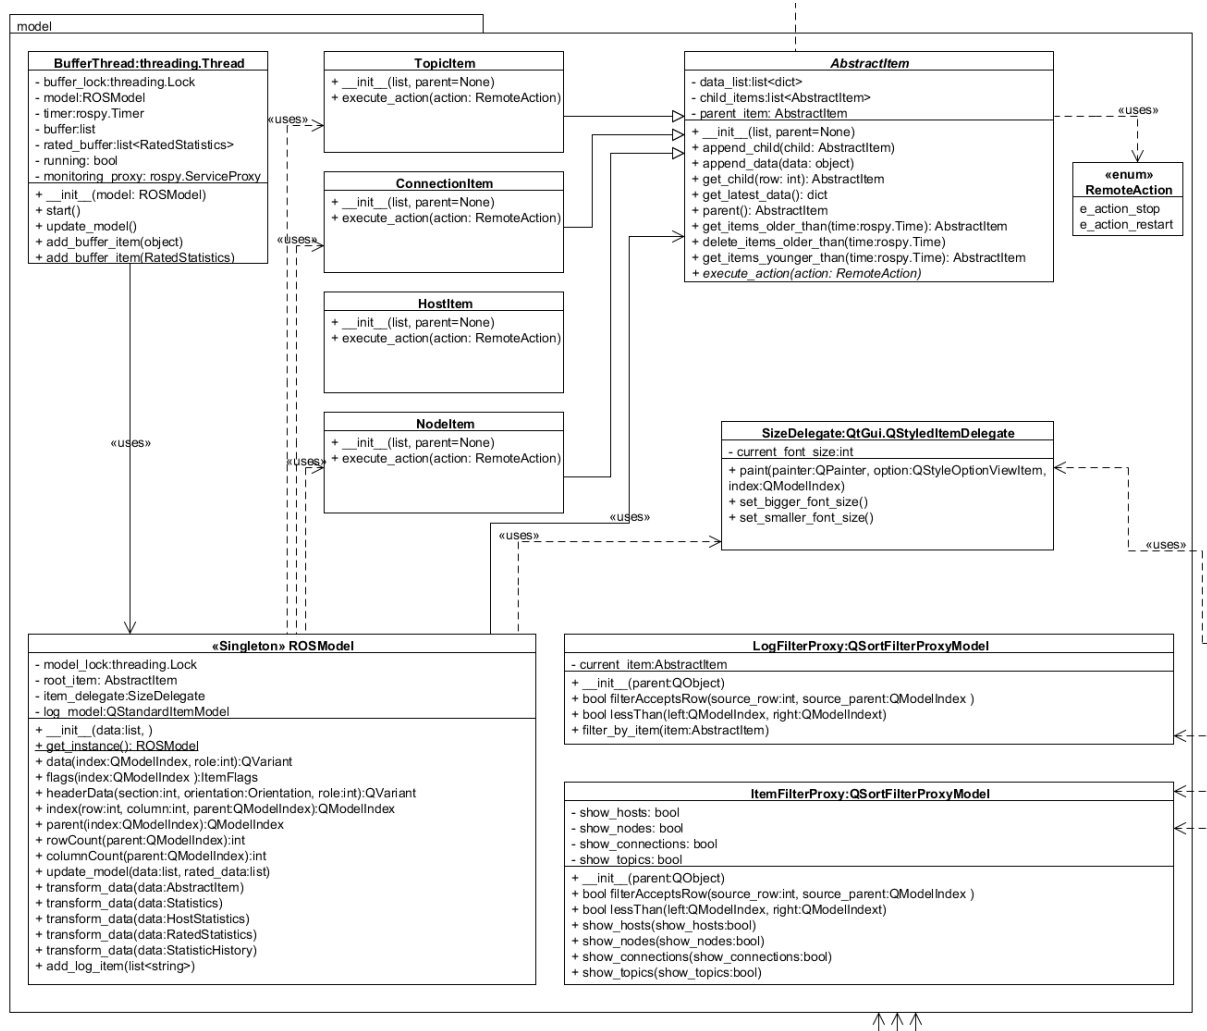 model
BufferThread:threading.Thread
- buffer_lock:threading.Lock
- model:ROSModel
- timer:rospy.Timer
- buffer:list
- rated_buffer:list<RatedStatistics>
- running: bool
- monitoring_proxy: rospy.ServiceProxy
+ __init__(model: ROSModel)
+ start()
+ update_model()
+ add_buffer_item(object)
+ add_buffer_item(RatedStatistics)
«uses»
TopicItem
+ __init__(list, parent=None)
+ execute_action(action: RemoteAction)
«uses»
ConnectionItem
+ __init__(list, parent=None)
+ execute_action(action: RemoteAction)
«uses»
HostItem
+ __init__(list, parent=None)
+ execute_action(action: RemoteAction)
NodeItem
+ __init__(list, parent=None)
+ execute_action(action: RemoteAction)
«uses»
AbstractItem
- data_list:list<dict>
- child_items:list<AbstractItem>
- parent_item: AbstractItem
+ __init__(list, parent=None)
+ append_child(child: AbstractItem)
+ append_data(data: object)
+ get_child(row: int): AbstractItem
+ get_latest_data(): dict
+ parent(): AbstractItem
+ get_items_older_than(time:rospy.Time): AbstractItem
+ delete_items_older_than(time:rospy.Time)
+ get_items_younger_than(time:rospy.Time): AbstractItem
+ execute_action(action: RemoteAction)
«uses»
«enum»
RemoteAction
e_action_stop
e_action_restart
«uses»
SizeDelegate:QtGui.QStyledItemDelegate
- current_font_size:int
+ paint(painter:QPainter, option:QStyleOptionViewItem,
index:QModelIndex)
+ set_bigger_font_size()
+ set_smaller_font_size()
«uses»
«uses»
«uses»
«Singleton» ROSModel
- model_lock:threading.Lock
- root_item: AbstractItem
- item_delegate:SizeDelegate
- log_model:QStandardItemModel
+ __init__(data:list, )
+ get_instance(): ROSModel
+ data(index:QModelIndex, role:int):QVariant
+ flags(index:QModelIndex ):ItemFlags
+ headerData(section:int, orientation:Orientation, role:int):QVariant
+ index(row:int, column:int, parent:QModelIndex):QModelIndex
+ parent(index:QModelIndex):QModelIndex
+ rowCount(parent:QModelIndex):int
+ columnCount(parent:QModelIndex):int
+ update_model(data:list, rated_data:list)
+ transform_data(data:AbstractItem)
+ transform_data(data:Statistics)
+ transform_data(data:HostStatistics)
+ transform_data(data:RatedStatistics)
+ transform_data(data:StatisticHistory)
+ add_log_item(list<string>)
LogFilterProxy:QSortFilterProxyModel
- current_item:AbstractItem
+ __init__(parent:QObject)
+ bool filterAcceptsRow(source_row:int, source_parent:QModelIndex )
+ bool lessThan(left:QModelIndex, right:QModelIndext)
+ filter_by_item(item:AbstractItem)
ItemFilterProxy:QSortFilterProxyModel
- show_hosts: bool
- show_nodes: bool
- show_connections: bool
- show_topics: bool
+ __init__(parent:QObject)
+ bool filterAcceptsRow(source_row:int, source_parent:QModelIndex )
+ bool lessThan(left:QModelIndex, right:QModelIndext)
+ show_hosts(show_hosts:bool)
+ show_nodes(show_nodes:bool)
+ show_connections(show_connections:bool)
+ show_topics(show_topics:bool)